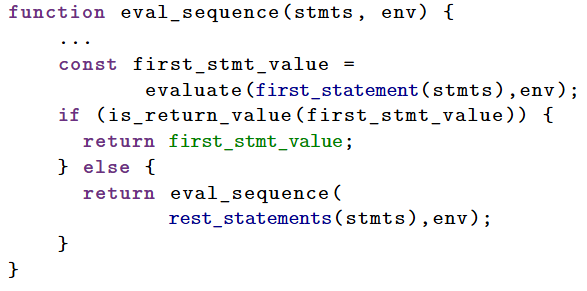 function eval_sequence(stmts, env) {
    ...
    const first_stmt_value =
           evaluate(first_statement(stmts),env);
    if (is_return_value(first_stmt_value)) {
      return first_stmt_value;
    } else {
      return eval_sequence(
             rest_statements(stmts),env);
    }
}